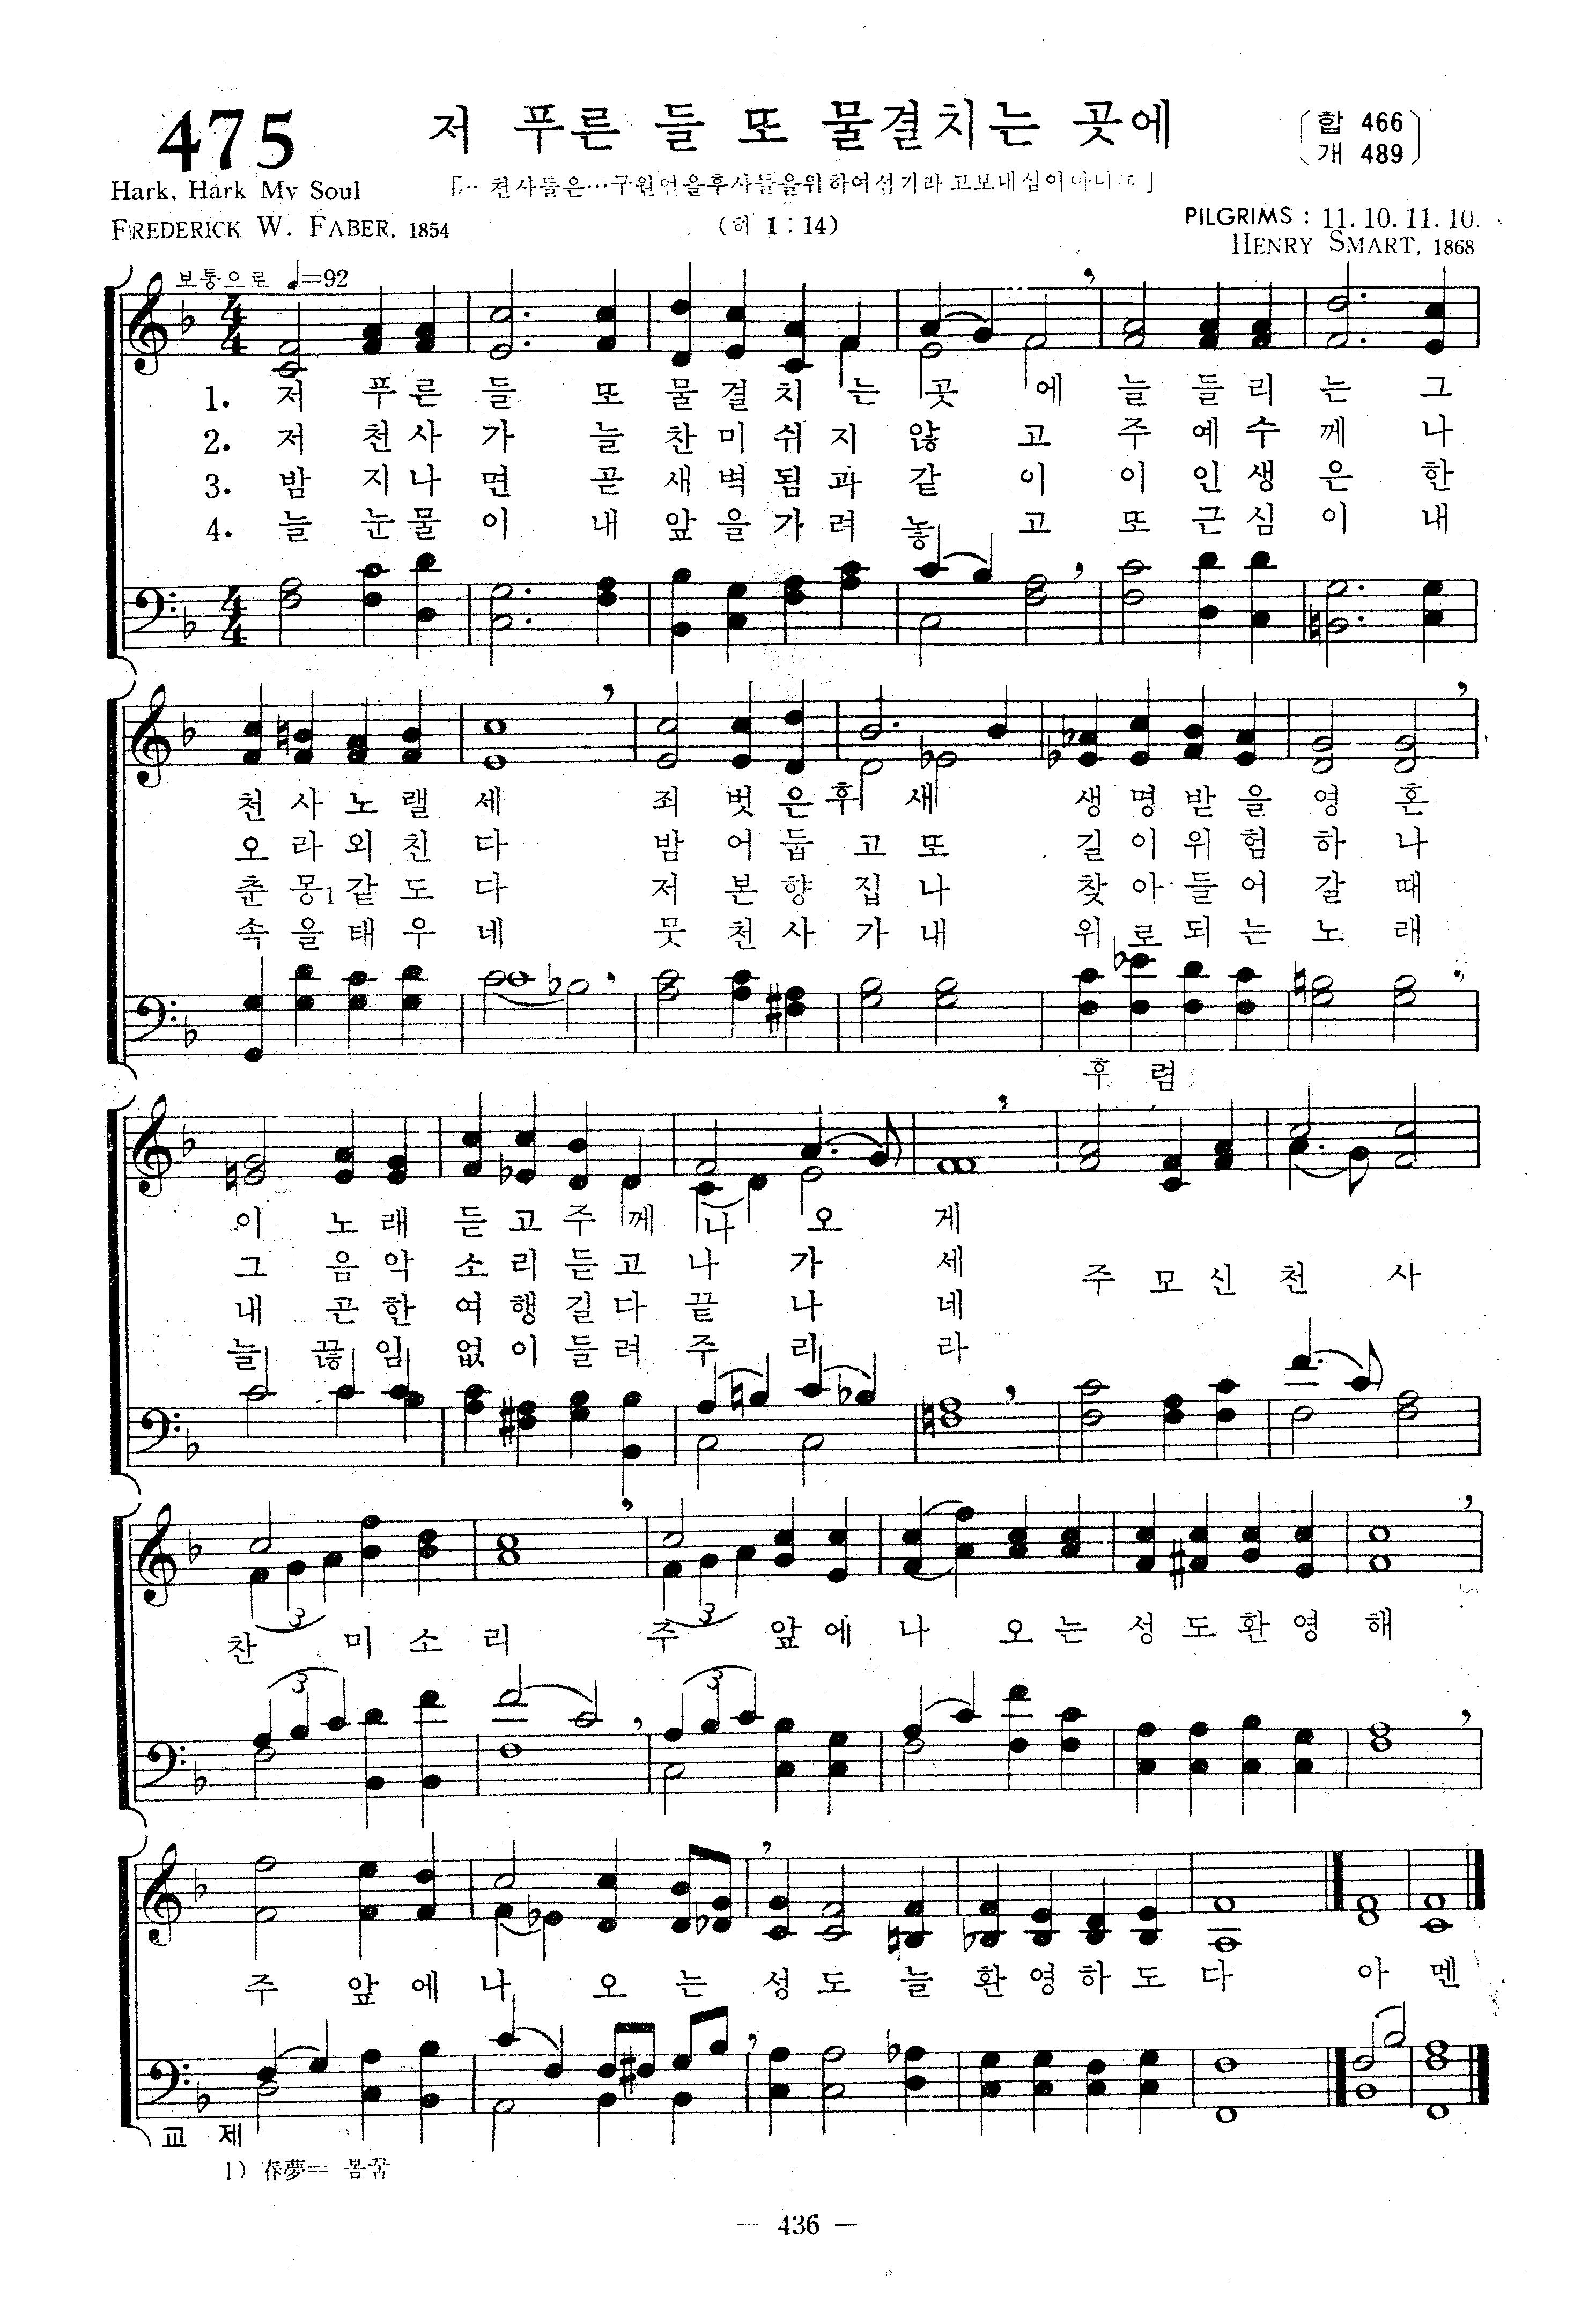 475
저 푸른 들 또 물결치는 곳에
합 466
개 489
Hark, Hark My Soul
「‥ 천사들은…구원얻을후사들을위하여섬기라고보내심이아니뇨」
FREDERICK W. FABER, 1854
(히 1:14)
PILGRIMS : 11. 10. 11. 10.
HENRY SMART, 1868
보통으로 ♩=92
1. 저 푸른 들 또 물결치는 곳에 늘 들리는 그
2. 저 천사가 늘 찬미쉬지 않고 주 예수께 나
3. 밤 지나면 곧 새벽됨과 같이 이 인생은 한
4. 늘 눈물이 내 앞을가려 놓고 또 근심이 내
천사노랠세 죄 벗은후 새 생명받을 영혼
오라외친다 밤 어둡고 또 길이위험 하나
춘몽1같도다 저 본향집 나 찾아들어 갈 때
속을태우네 뭇 천사가 내 위로되는 노래
후 렴
이 노래 듣고주께 나오게
그 음악 소리듣고 나가세
내 곤한 여행길다 끝나네
늘 끊임 없이들려 주리라
주 모신 천사
찬미소리 주 앞에 나오는 성도환영해
3 3
3 3
주 앞에 나오는 성도 늘 환영하도다 아멘
교 제
1) 春夢= 봄꿈
— 436 —